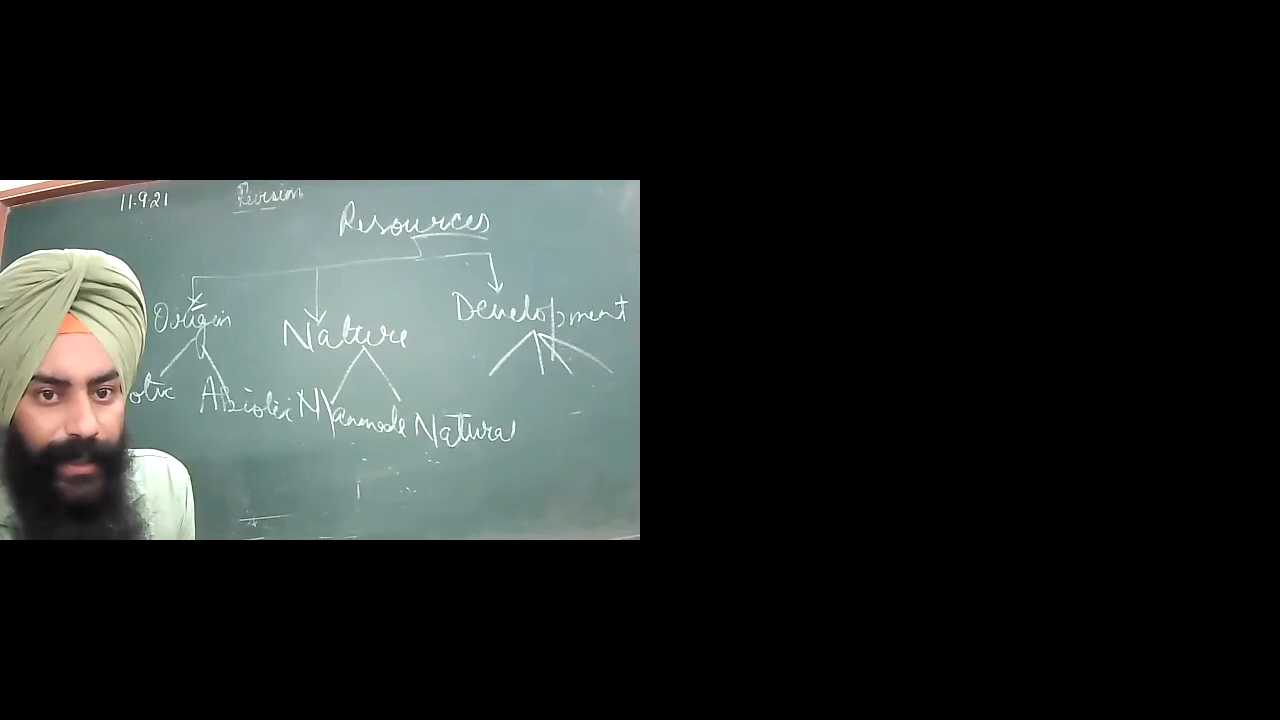 11.9.21 Revision
Resources
Origin Nature Development
otic Abiotic Manmade Natural